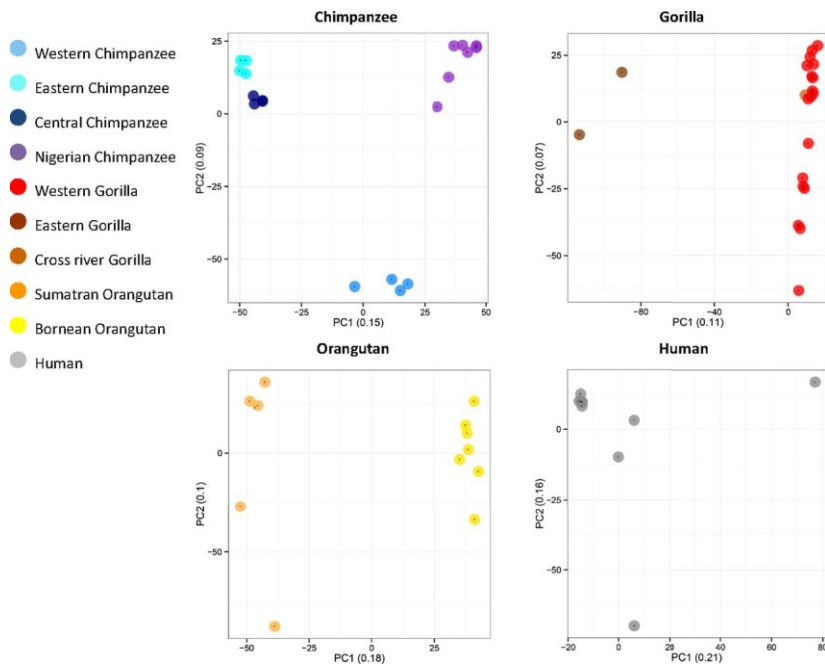 Western Chimpanzee
Eastern Chimpanzee
Central Chimpanzee
Nigerian Chimpanzee
Western Gorilla
Eastern Gorilla
Cross river Gorilla
Sumatran Orangutan
Bornean Orangutan
Human
Chimpanzee
25
0
−25
−50
PC2 (0.09)
−50 −25 0 25 50
PC1 (0.15)
Gorilla
25
0
−25
−50
PC2 (0.07)
−80 −40 0
PC1 (0.11)
Orangutan
0
−50
PC2 (0.1)
−50 −25 0 25
PC1 (0.18)
Human
0
−25
−50
PC2 (0.16)
−20 0 20 40 60 80
PC1 (0.21)